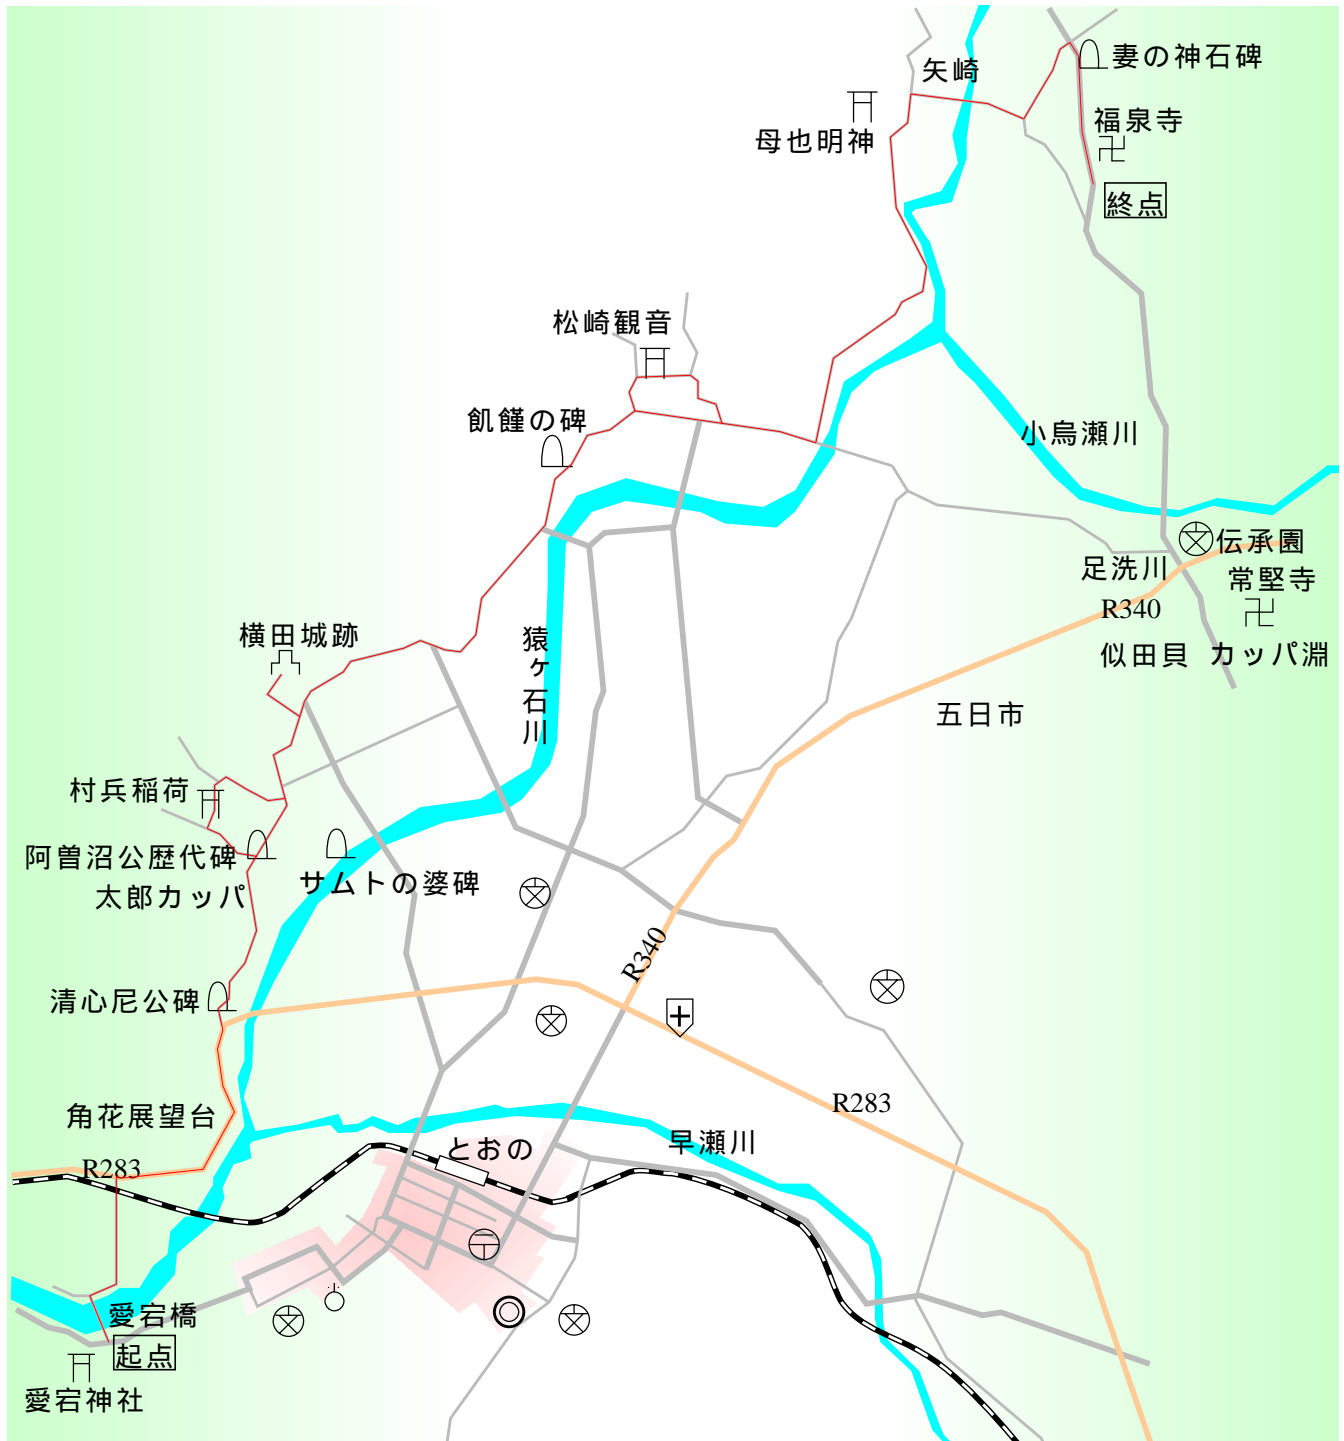 矢崎
妻の神石碑
母也明神
福泉寺
終点
松崎観音
飢饉の碑
小烏瀬川
伝承園
足洗川
常堅寺
R340
似田貝
カッパ淵
横田城跡
猿ヶ石川
五日市
村兵稲荷
阿曽沼公歴代碑
太郎カッパ
サムトの婆碑
R340
清心尼公碑
角花展望台
R283
R283
とおの
早瀬川
愛宕橋
起点
愛宕神社